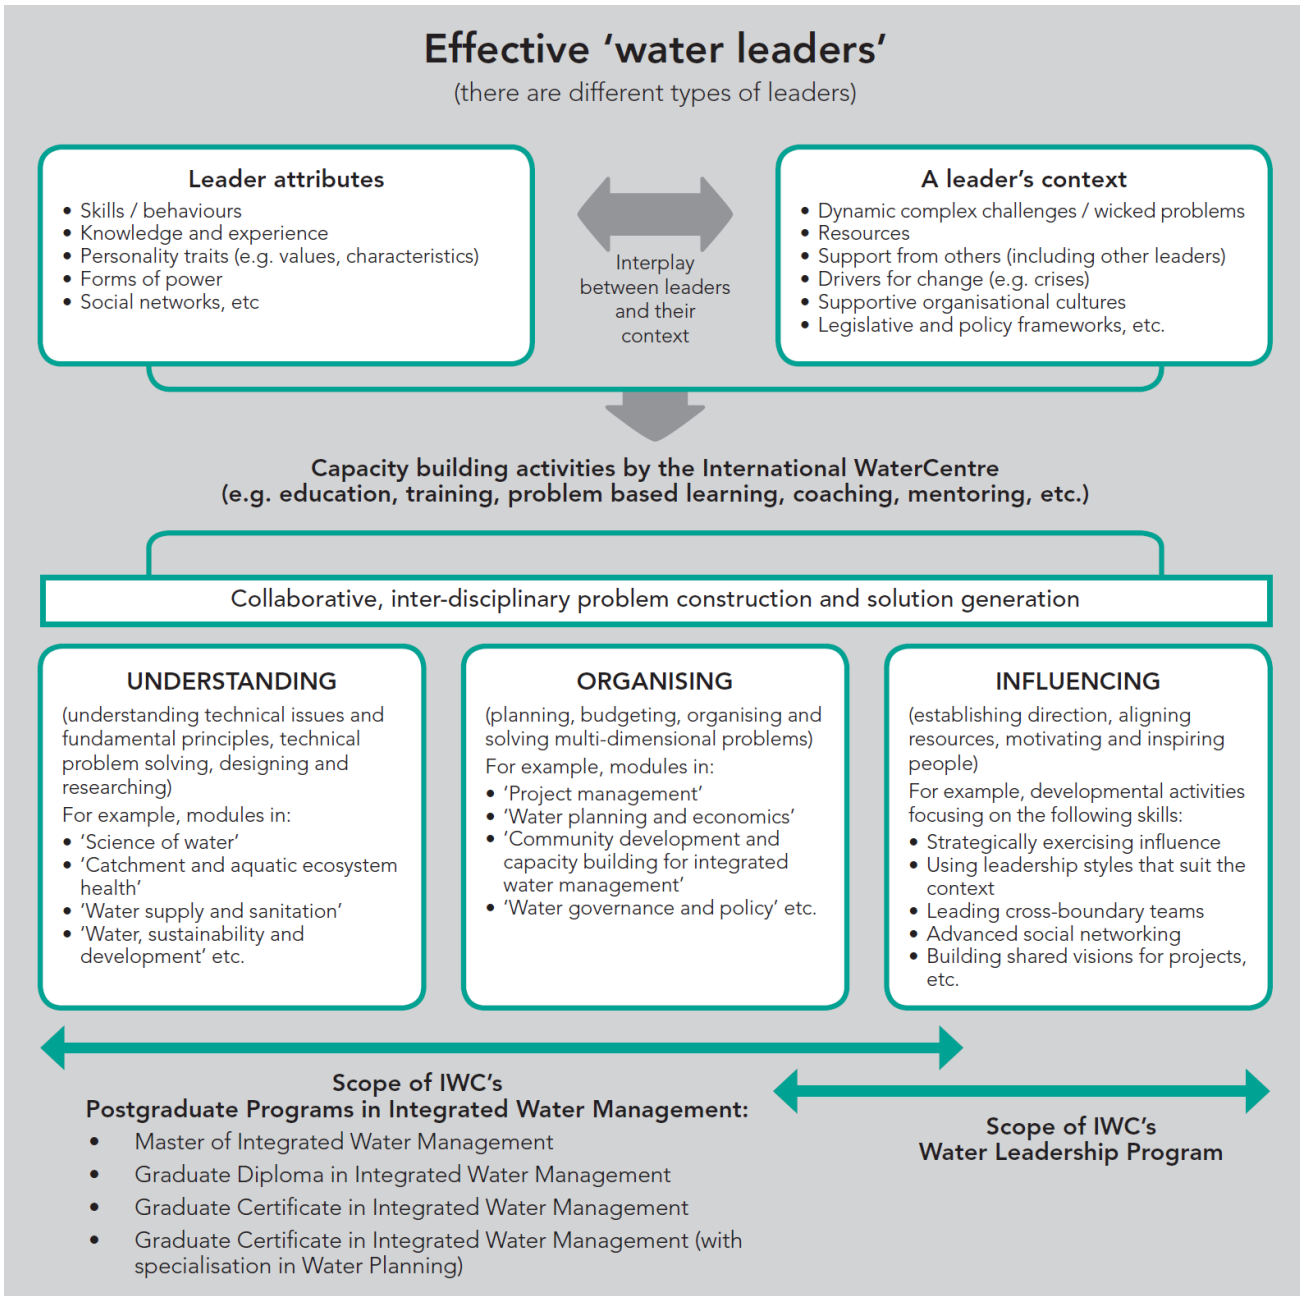 Effective ‘water leaders’
(there are different types of leaders)
Leader attributes
• Skills / behaviours
• Knowledge and experience
• Personality traits (e.g. values, characteristics)
• Forms of power
• Social networks, etc
Interplay
between leaders
and their
context
A leader’s context
• Dynamic complex challenges / wicked problems
• Resources
• Support from others (including other leaders)
• Drivers for change (e.g. crises)
• Supportive organisational cultures
• Legislative and policy frameworks, etc.
Capacity building activities by the International WaterCentre
(e.g. education, training, problem based learning, coaching, mentoring, etc.)
Collaborative, inter-disciplinary problem construction and solution generation
UNDERSTANDING
(understanding technical issues and
fundamental principles, technical
problem solving, designing and
researching)
For example, modules in:
• ‘Science of water’
• ‘Catchment and aquatic ecosystem
health’
• ‘Water supply and sanitation’
• ‘Water, sustainability and
development’ etc.
ORGANISING
(planning, budgeting, organising and
solving multi-dimensional problems)
For example, modules in:
• ‘Project management’
• ‘Water planning and economics’
• ‘Community development and
capacity building for integrated
water management’
• ‘Water governance and policy’ etc.
INFLUENCING
(establishing direction, aligning
resources, motivating and inspiring
people)
For example, developmental activities
focusing on the following skills:
• Strategically exercising influence
• Using leadership styles that suit the
context
• Leading cross-boundary teams
• Advanced social networking
• Building shared visions for projects,
etc.
Scope of IWC’s
Postgraduate Programs in Integrated Water Management:
• Master of Integrated Water Management
• Graduate Diploma in Integrated Water Management
• Graduate Certificate in Integrated Water Management
• Graduate Certificate in Integrated Water Management (with
specialisation in Water Planning)
Scope of IWC’s
Water Leadership Program